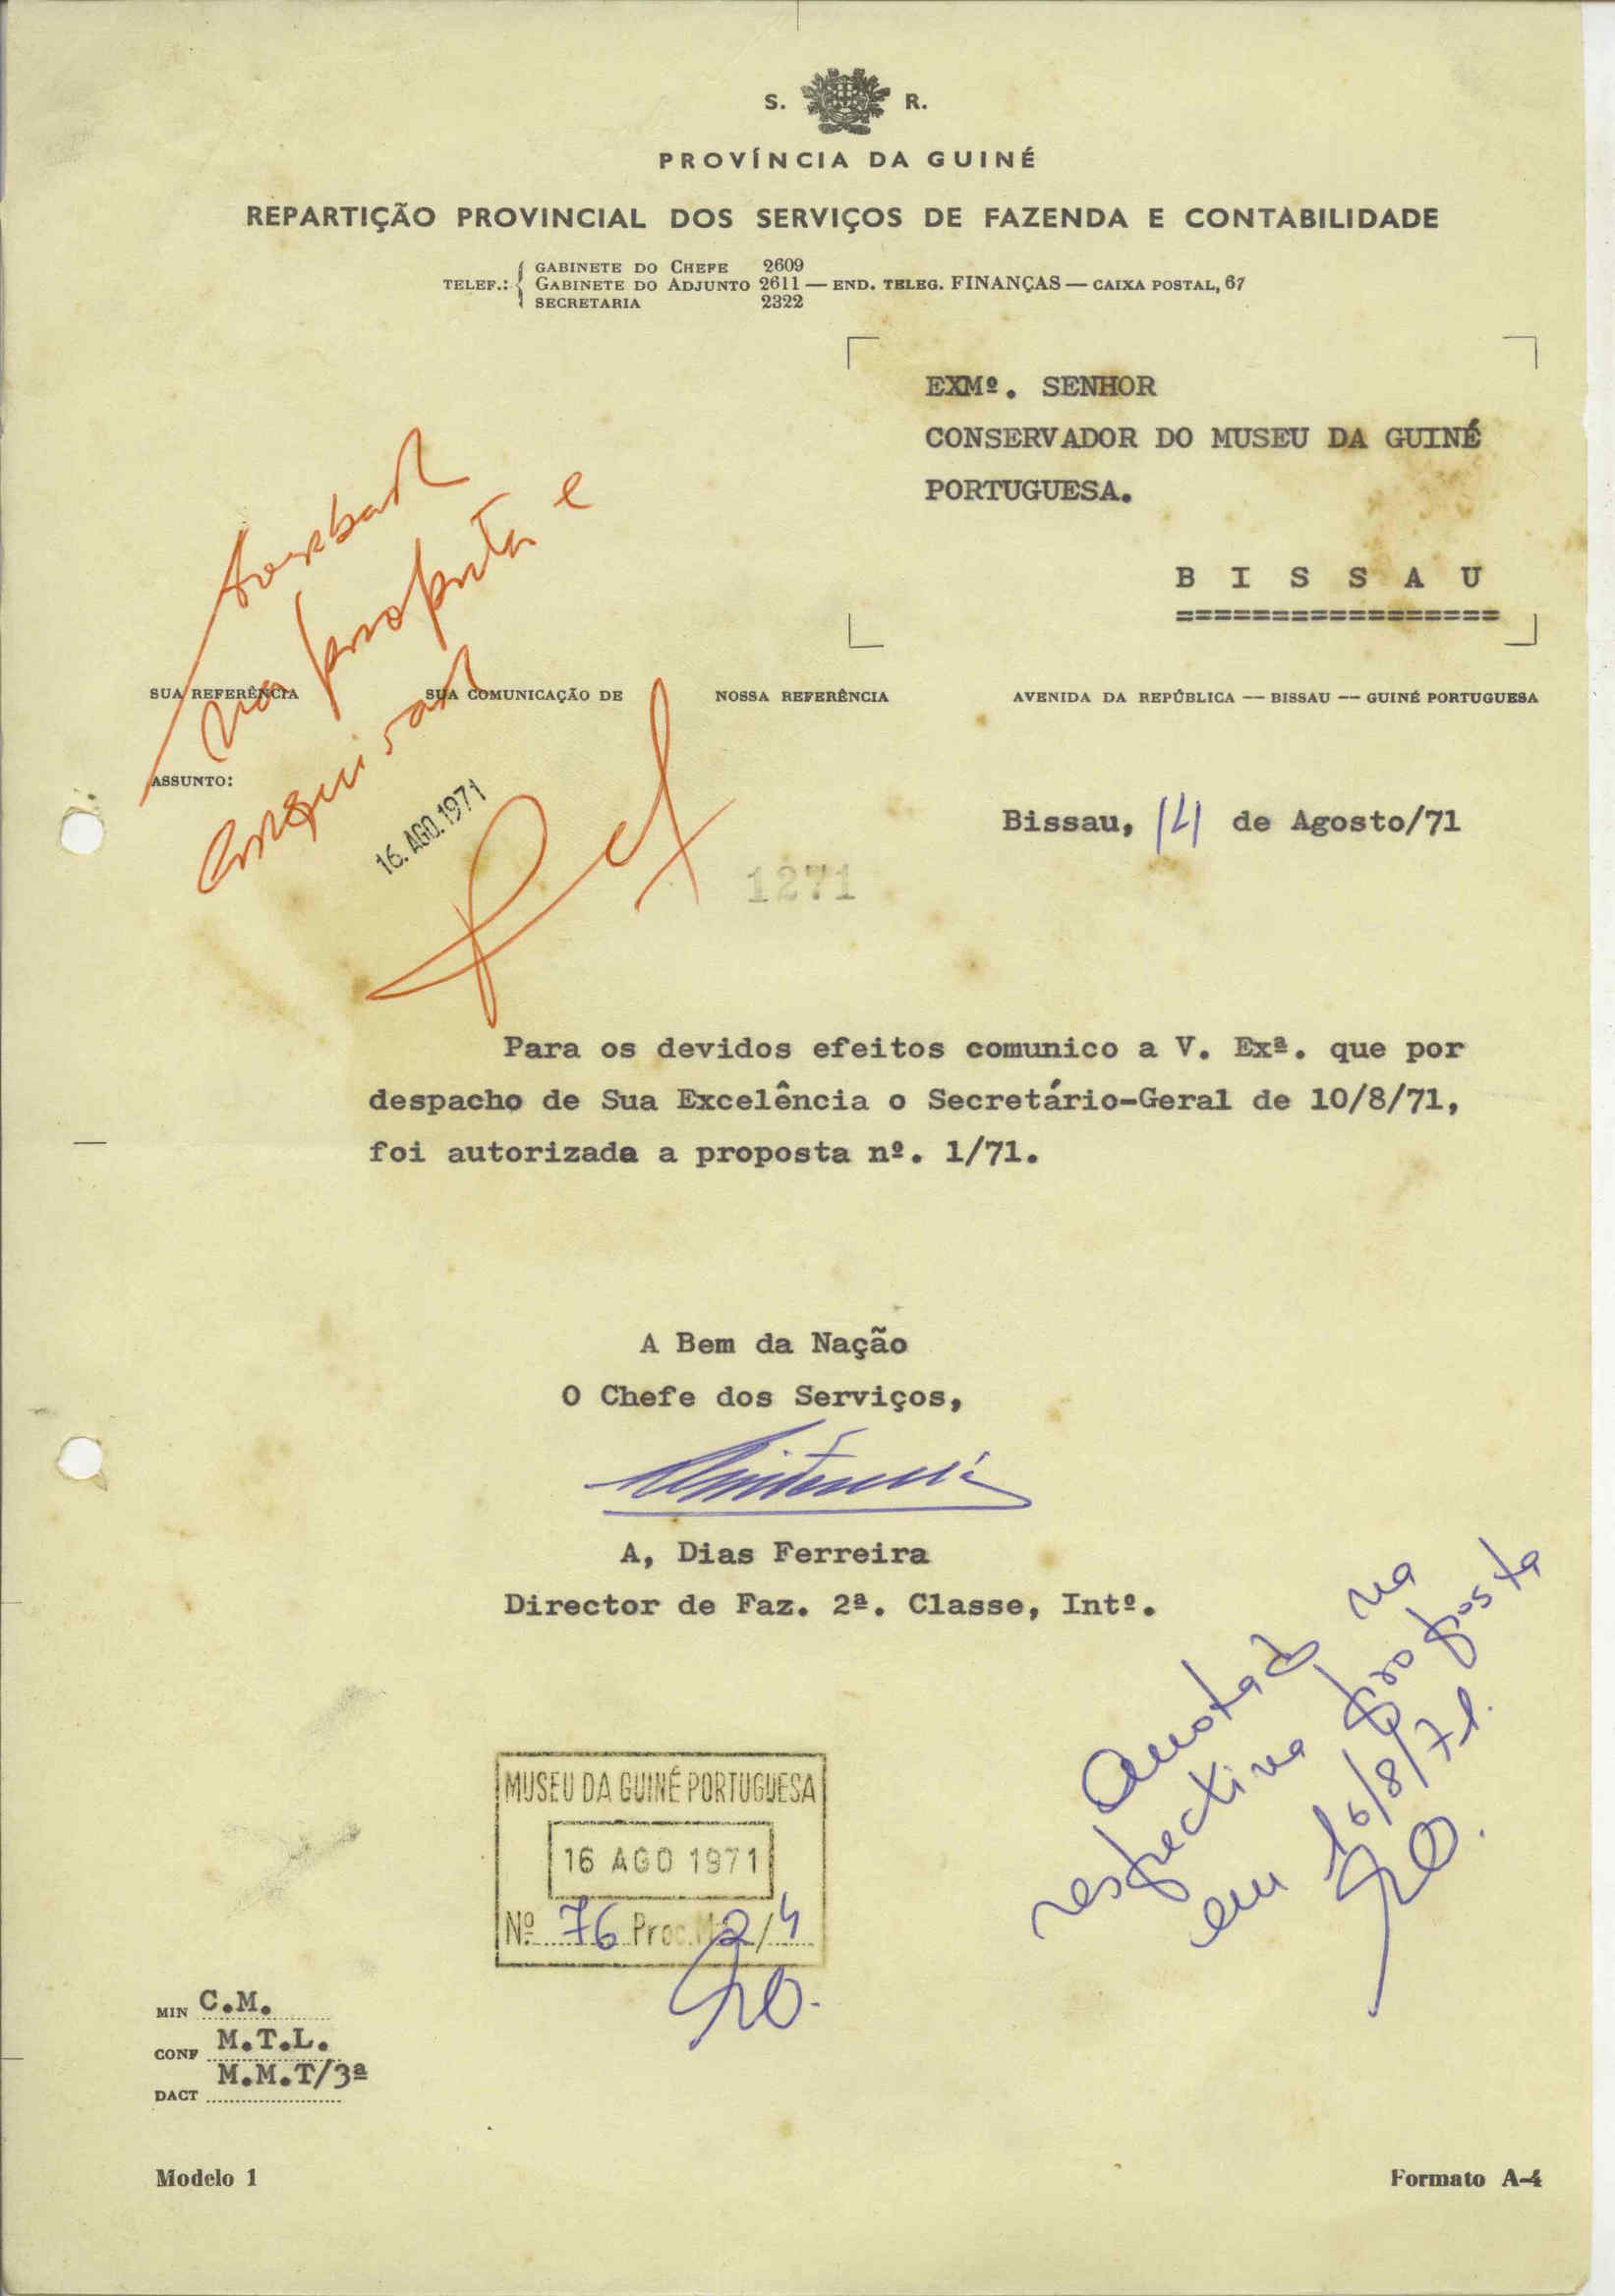 S. R.
PROVÍNCIA DA GUINÉ
REPARTIÇÃO PROVINCIAL DOS SERVIÇOS DE FAZENDA E CONTABILIDADE
TELEF.: { GABINETE DO CHEFE 2609
GABINETE DO ADJUNTO 2611 — END. TELEG. FINANÇAS — CAIXA POSTAL, 67
SECRETARIA 2322
EXMº. SENHOR
CONSERVADOR DO MUSEU DA GUINÉ
PORTUGUESA.
B I S S A U
=================
Averbar
na proposta e
arquivar
SUA REFERÊNCIA SUA COMUNICAÇÃO DE NOSSA REFERÊNCIA AVENIDA DA REPÚBLICA — BISSAU — GUINÉ PORTUGUESA
ASSUNTO:
16. AGO. 1971
Bissau, 14 de Agosto/71
1271
Para os devidos efeitos comunico a V. Exª. que por
despacho de Sua Excelência o Secretário-Geral de 10/8/71,
foi autorizada a proposta nº. 1/71.
A Bem da Nação
O Chefe dos Serviços,
A, Dias Ferreira
Director de Faz. 2ª. Classe, Intº.
Anotado na
respectiva proposta
em 16/8/71.
MUSEU DA GUINÉ PORTUGUESA
16 AGO 1971
Nº 76 Proc. 2/4
MIN C.M.
CONF M.T.L.
M.M.T/3ª
DACT
Modelo 1 Formato A-4